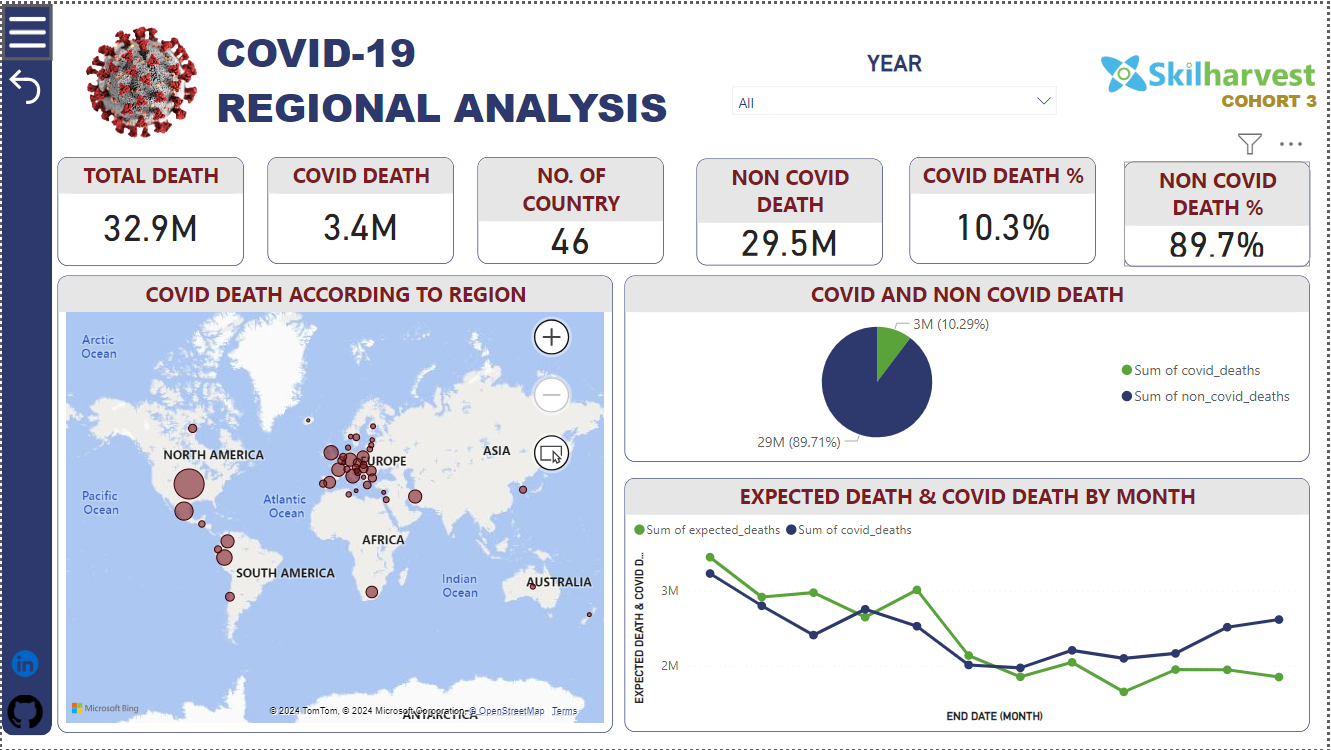 COVID-19
REGIONAL ANALYSIS
YEAR
All
Skilharvest
COHORT 3
TOTAL DEATH
32.9M
COVID DEATH
3.4M
NO. OF
COUNTRY
46
NON COVID
DEATH
29.5M
COVID DEATH %
10.3%
NON COVID
DEATH %
89.7%
COVID DEATH ACCORDING TO REGION
Arctic
Ocean
NORTH AMERICA
EUROPE
ASIA
Pacific
Ocean
Atlantic
Ocean
AFRICA
SOUTH AMERICA
Indian
Ocean
AUSTRALIA
ANTARCTICA
Microsoft Bing
© 2024 TomTom, © 2024 Microsoft Corporation, © OpenStreetMap Terms
COVID AND NON COVID DEATH
3M (10.29%)
29M (89.71%)
Sum of covid_deaths
Sum of non_covid_deaths
EXPECTED DEATH & COVID DEATH BY MONTH
Sum of expected_deaths Sum of covid_deaths
EXPECTED DEATH & COVID D...
3M
2M
END DATE (MONTH)
in